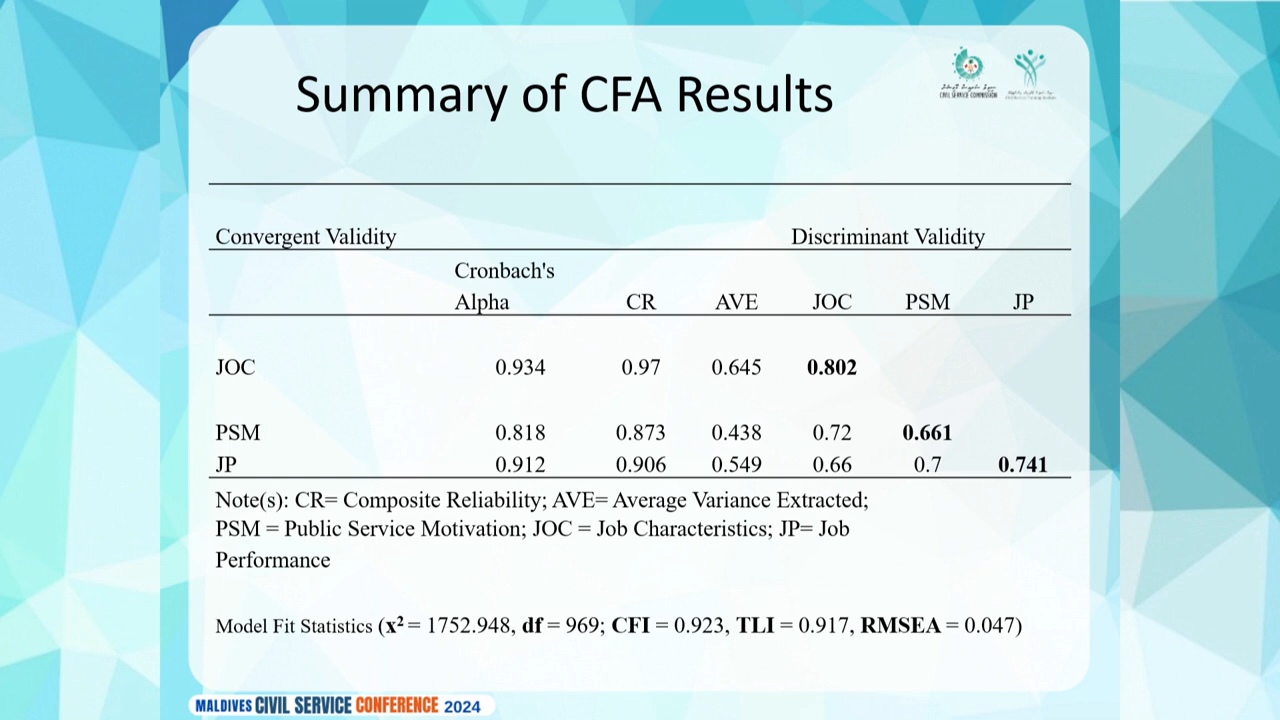 Summary of CFA Results
CIVIL SERVICE COMMISSION
Convergent Validity Discriminant Validity
Cronbach's
Alpha CR AVE JOC PSM JP
JOC 0.934 0.97 0.645 0.802
PSM 0.818 0.873 0.438 0.72 0.661
JP 0.912 0.906 0.549 0.66 0.7 0.741
Note(s): CR= Composite Reliability; AVE= Average Variance Extracted;
PSM = Public Service Motivation; JOC = Job Characteristics; JP= Job
Performance
Model Fit Statistics (x² = 1752.948, df = 969; CFI = 0.923, TLI = 0.917, RMSEA = 0.047)
MALDIVES CIVIL SERVICE CONFERENCE 2024